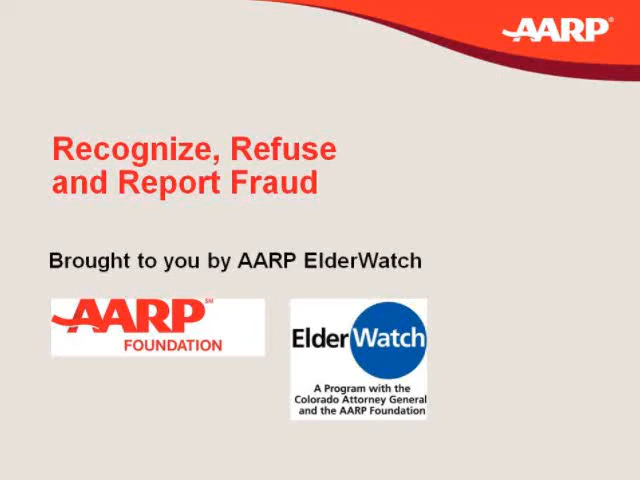 AARP®
Recognize, Refuse
and Report Fraud
Brought to you by AARP ElderWatch
AARP℠
FOUNDATION
ElderWatch
A Program with the
Colorado Attorney General
and the AARP Foundation